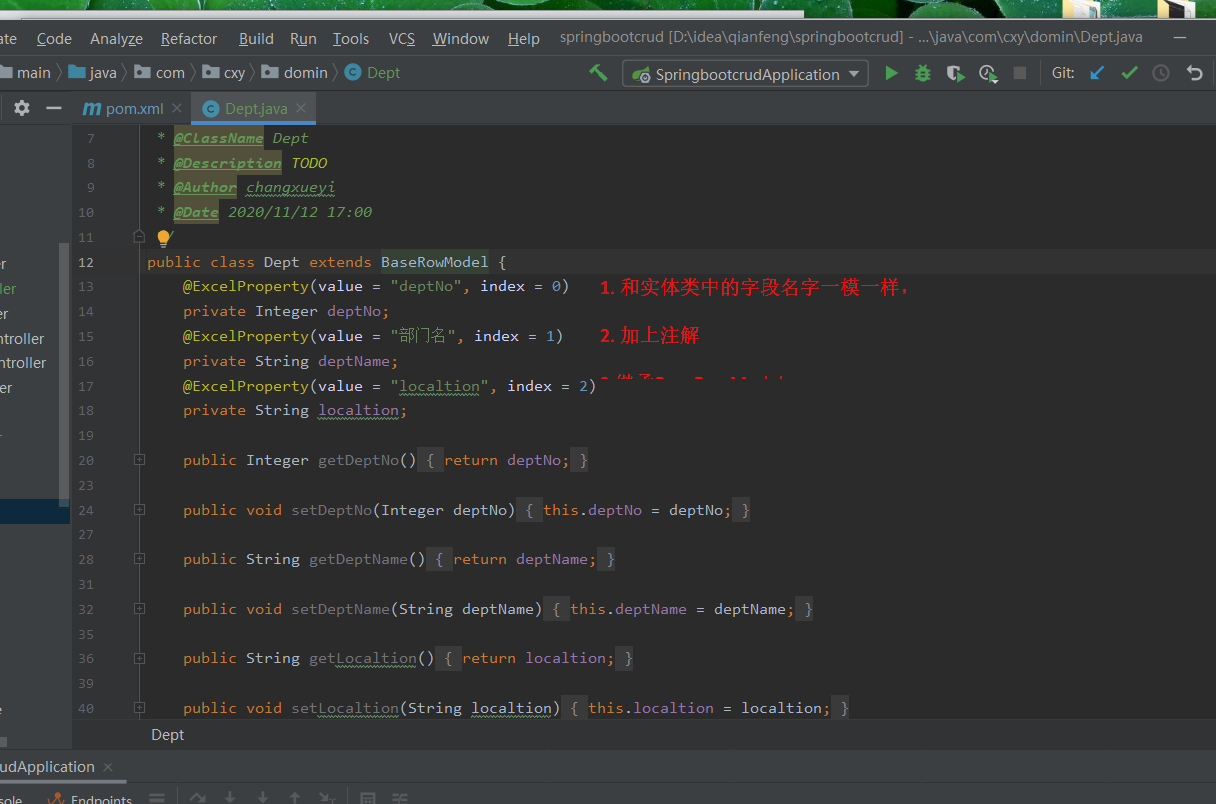 ate Code Analyze Refactor Build Run Tools VCS Window Help springbootcrud [D:\idea\qianfeng\springbootcrud] - ...\java\com\cxy\domin\Dept.java
main java com cxy domin Dept SpringbootcrudApplication Git:
pom.xml Dept.java
7 * @ClassName Dept
8 * @Description TODO
9 * @Author changxueyi
10 * @Date 2020/11/12 17:00
11 /
12 public class Dept extends BaseRowModel {
13 @ExcelProperty(value = "deptNo", index = 0) 1. 和实体类中的字段名字一模一样,
14 private Integer deptNo;
15 @ExcelProperty(value = "部门名", index = 1) 2. 加上注解
16 private String deptName;
17 @ExcelProperty(value = "localtion", index = 2)
18 private String localtion;
19
20 public Integer getDeptNo() { return deptNo; }
23
24 public void setDeptNo(Integer deptNo) { this.deptNo = deptNo; }
27
28 public String getDeptName() { return deptName; }
31
32 public void setDeptName(String deptName) { this.deptName = deptName; }
35
36 public String getLocaltion() { return localtion; }
39
40 public void setLocaltion(String localtion) { this.localtion = localtion; }
er
ler
er
ntroller
ntroller
er
Dept
udApplication
sole Endpoints